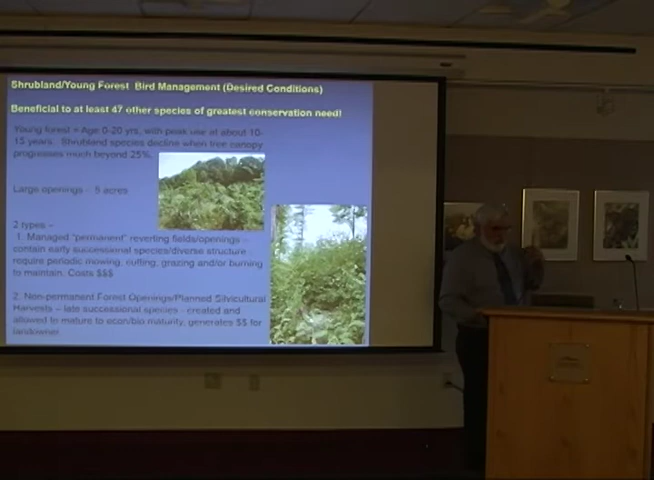 Shrubland/Young Forest Bird Management (Desired Conditions)
Beneficial to at least 47 other species of greatest conservation need!
Young forest = Age 0-20 yrs, with peak use at about 10-
15 years. Shrubland species decline when tree canopy
progresses much beyond 25%.
Large openings - 5 acres
2 types –
1. Managed "permanent" reverting fields/openings -
contain early successional species/diverse structure -
require periodic mowing, cutting, grazing and/or burning
to maintain. Costs $$$
2. Non-permanent Forest Openings/Planned Silvicultural
Harvests – late successional species - created and
allowed to mature to econ/bio maturity, generates $$ for
landowner